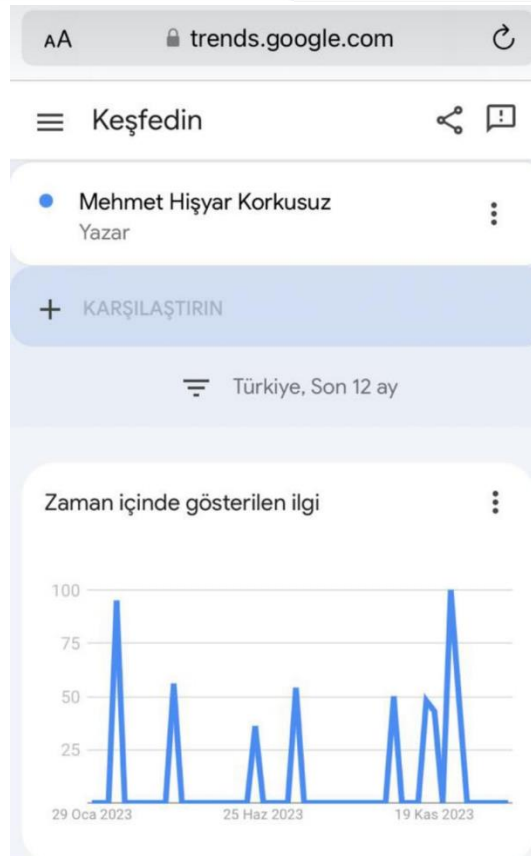 AA trends.google.com
Keşfedin
Mehmet Hişyar Korkusuz
Yazar
+ KARŞILAŞTIRIN
Türkiye, Son 12 ay
Zaman içinde gösterilen ilgi
100
75
50
25
29 Oca 2023 25 Haz 2023 19 Kas 2023